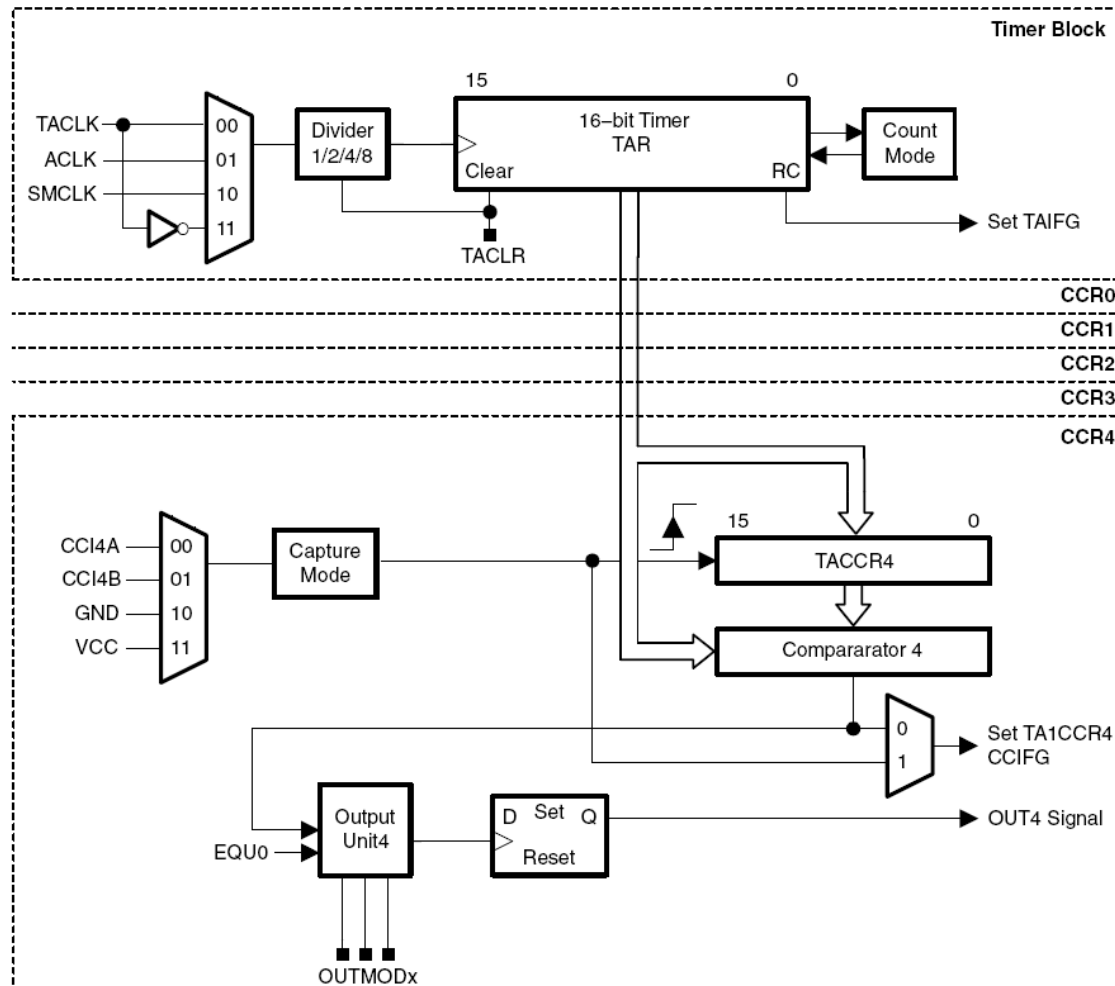 Timer Block
15 0
TACLK
ACLK
SMCLK
00
01
10
11
Divider
1/2/4/8
16–bit Timer
TAR
Clear
RC
Count
Mode
Set TAIFG
TACLR
CCR0
CCR1
CCR2
CCR3
CCR4
CCI4A
CCI4B
GND
VCC
00
01
10
11
Capture
Mode
15 0
TACCR4
Compararator 4
0
1
Set TA1CCR4
CCIFG
EQU0
Output
Unit4
D Set Q
Reset
OUT4 Signal
OUTMODx